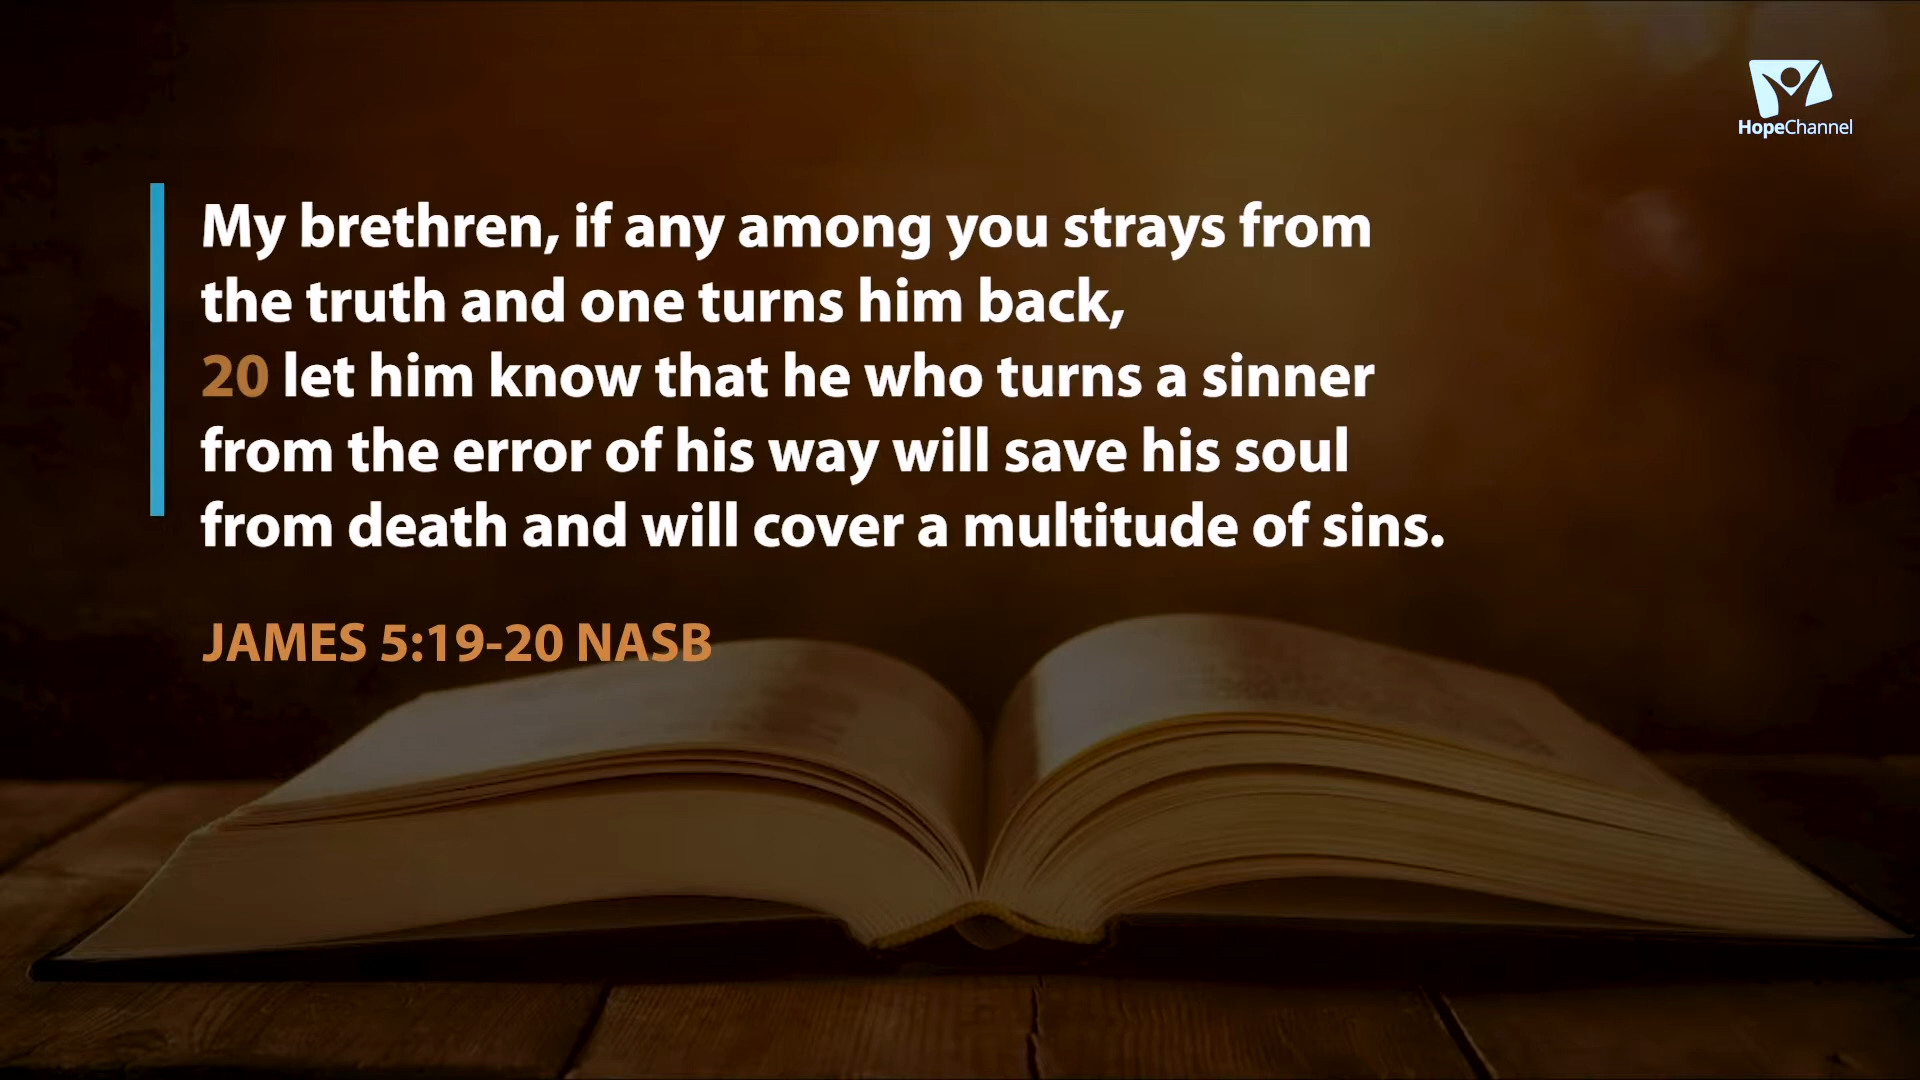 HopeChannel
My brethren, if any among you strays from
the truth and one turns him back,
20 let him know that he who turns a sinner
from the error of his way will save his soul
from death and will cover a multitude of sins.
JAMES 5:19-20 NASB